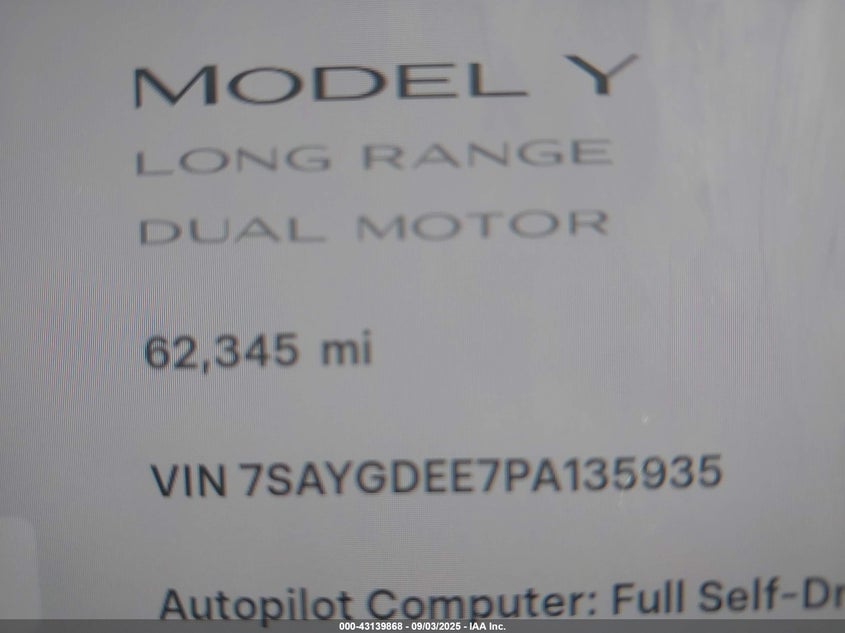 MODEL Y
LONG RANGE
DUAL MOTOR
62,345 mi
VIN 7SAYGDEE7PA135935
Autopilot Computer: Full Self-Dr
000-43139868 - 09/03/2025 - IAA Inc.